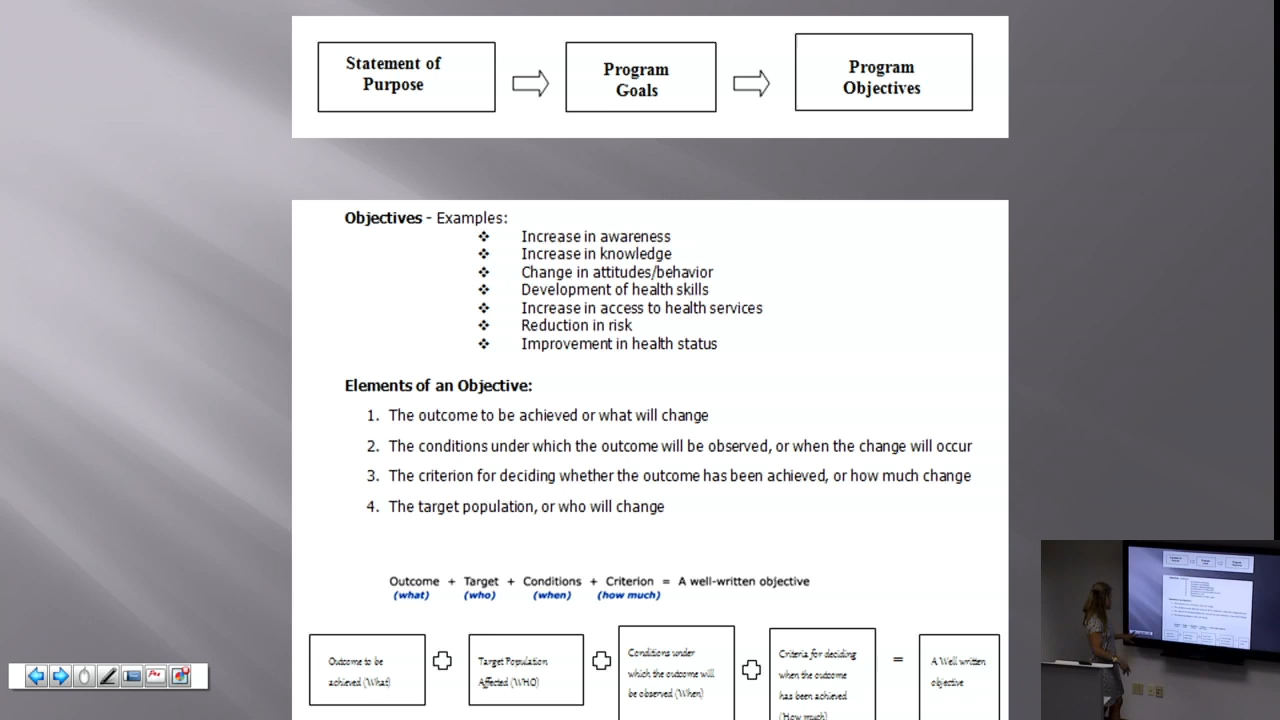 Statement of
Purpose
Program
Goals
Program
Objectives
Objectives - Examples:
❖ Increase in awareness
❖ Increase in knowledge
❖ Change in attitudes/behavior
❖ Development of health skills
❖ Increase in access to health services
❖ Reduction in risk
❖ Improvement in health status
Elements of an Objective:
1. The outcome to be achieved or what will change
2. The conditions under which the outcome will be observed, or when the change will occur
3. The criterion for deciding whether the outcome has been achieved, or how much change
4. The target population, or who will change
Outcome + Target + Conditions + Criterion = A well-written objective
(what) (who) (when) (how much)
Outcome to be
achieved (What)
Target Population
Affected (WHO)
Conditions under
which the outcome will
be observed (When)
Criteria for deciding
when the outcome
has been achieved
(How much)
=
A Well written
objective